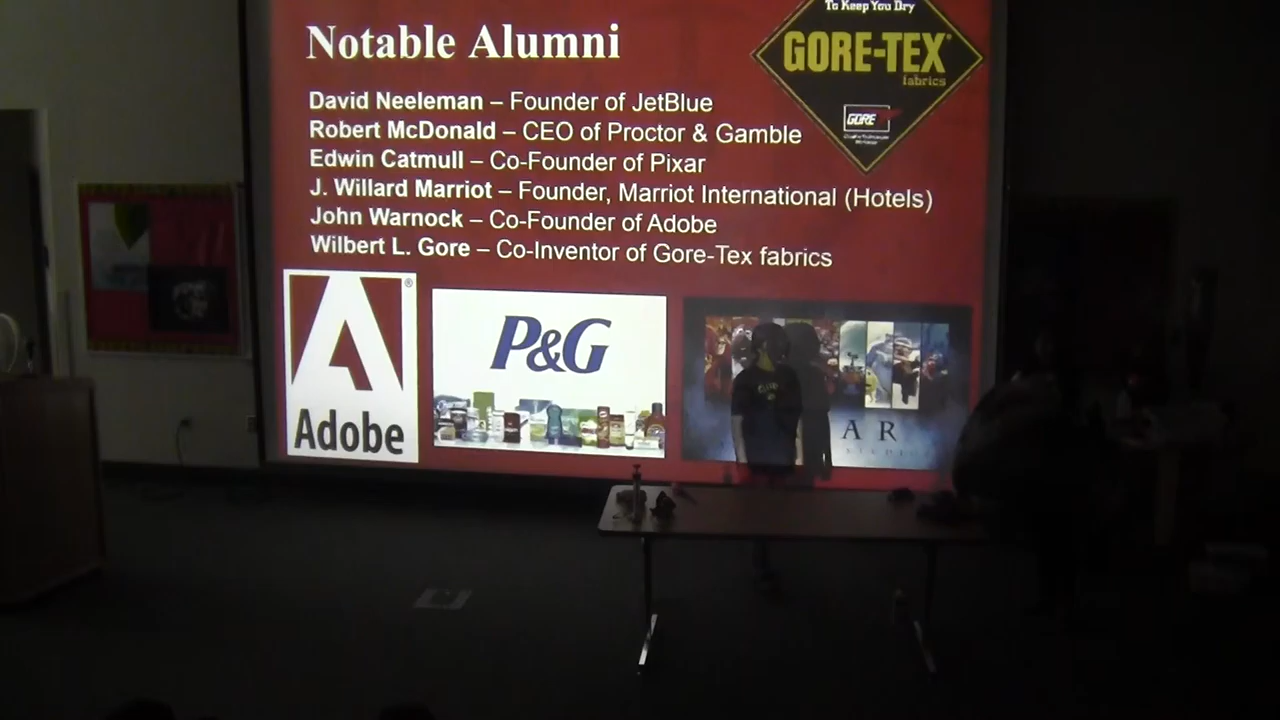 To Keep You Dry
Notable Alumni
GORE-TEX®
fabrics
David Neeleman – Founder of JetBlue
Robert McDonald – CEO of Proctor & Gamble
GORE
Edwin Catmull – Co-Founder of Pixar
J. Willard Marriot – Founder, Marriot International (Hotels)
John Warnock – Co-Founder of Adobe
Wilbert L. Gore – Co-Inventor of Gore-Tex fabrics
®
Adobe
P&G
A R